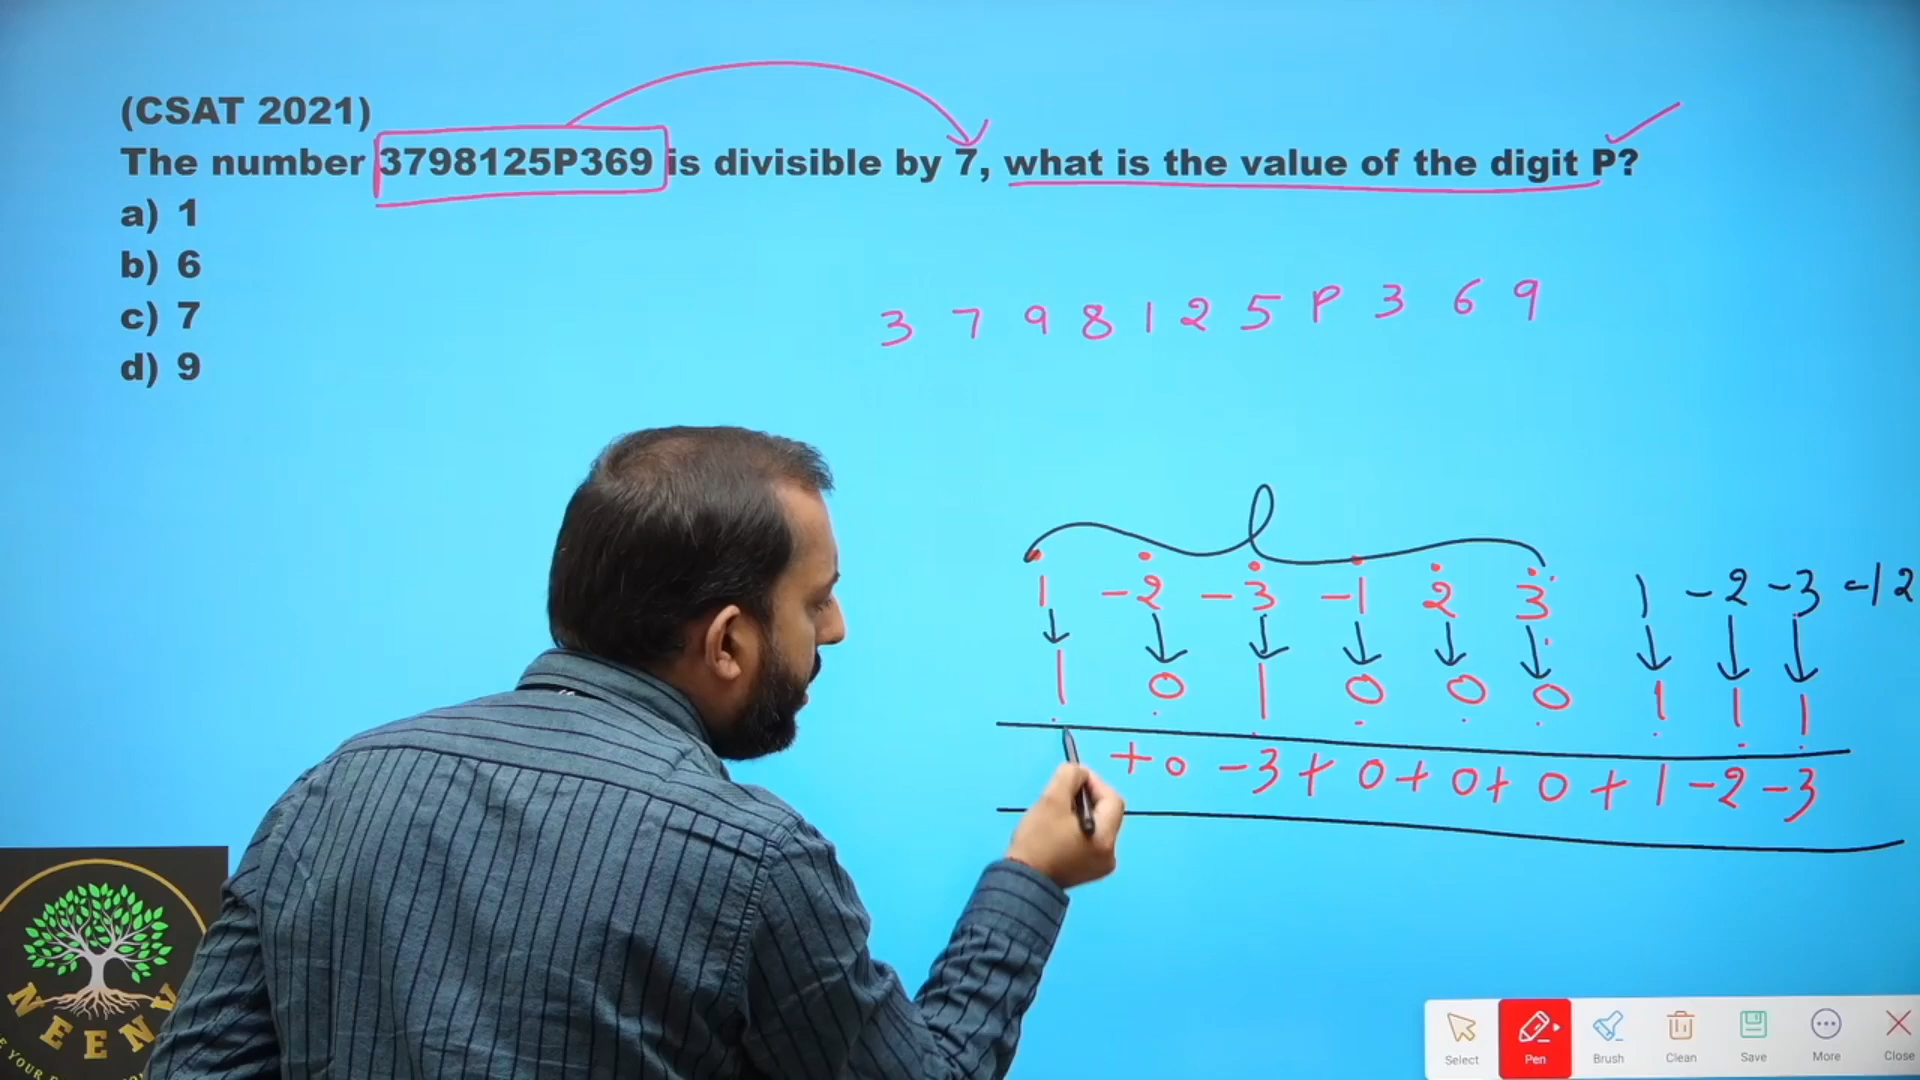 (CSAT 2021)
The number 3798125P369 is divisible by 7, what is the value of the digit P?
a) 1
b) 6
c) 7
d) 9
3 7 9 8 1 2 5 P 3 6 9
1 -2 -3 -1 2 3 1 -2 -3 -12
1 0 1 0 0 0 1 1 1
+0 -3 + 0 + 0 + 0 + 1 -2 -3
NEEN
YOUR
Select Pen Brush Clean Save More Close